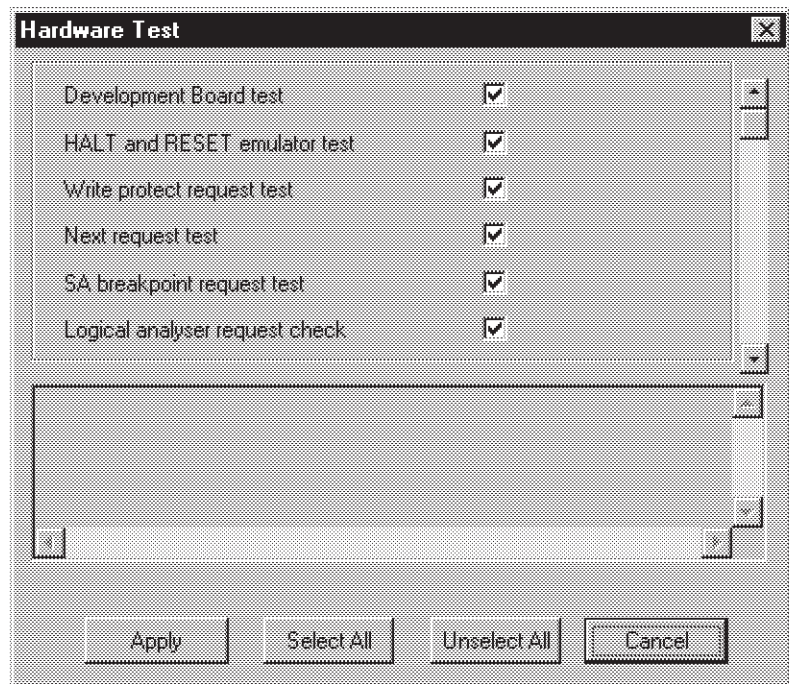 Hardware Test
Development Board test
HALT and RESET emulator test
Write protect request test
Next request test
SA breakpoint request test
Logical analyser request check
Apply Select All Unselect All Cancel